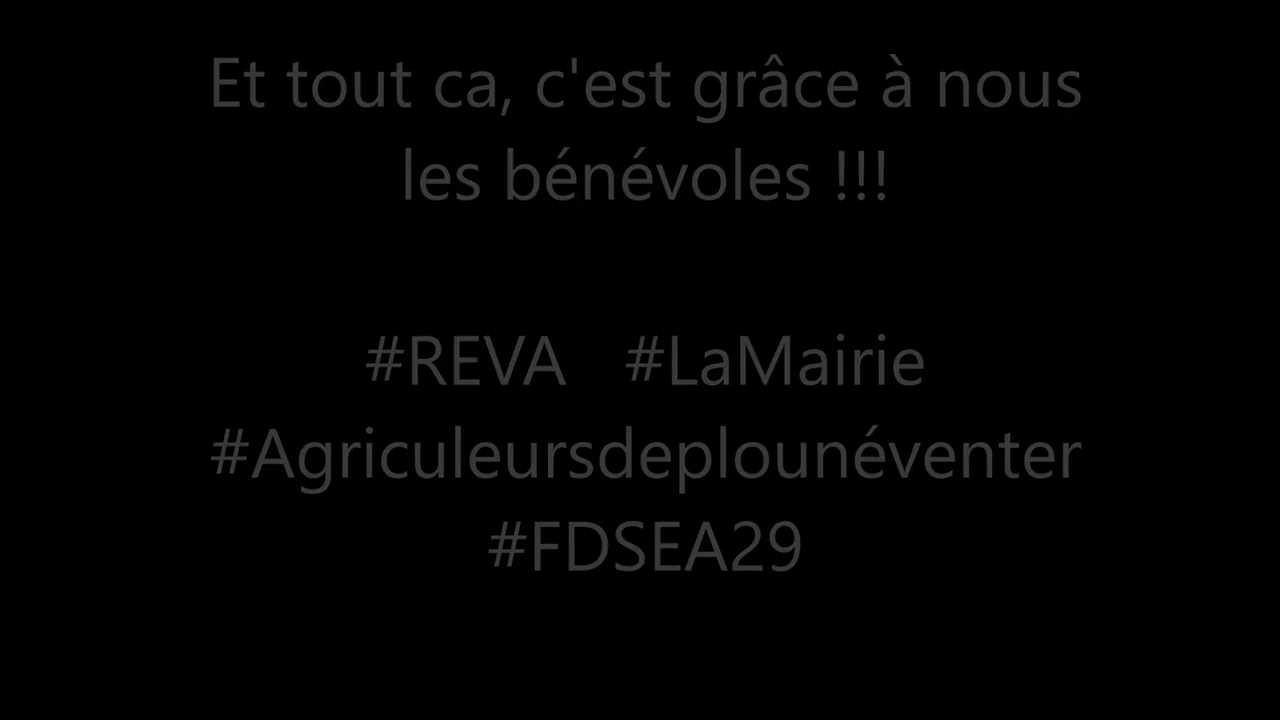 Et tout ca, c'est grâce à nous
les bénévoles !!!
#REVA #LaMairie
#Agriculeursdeplounéventer
#FDSEA29